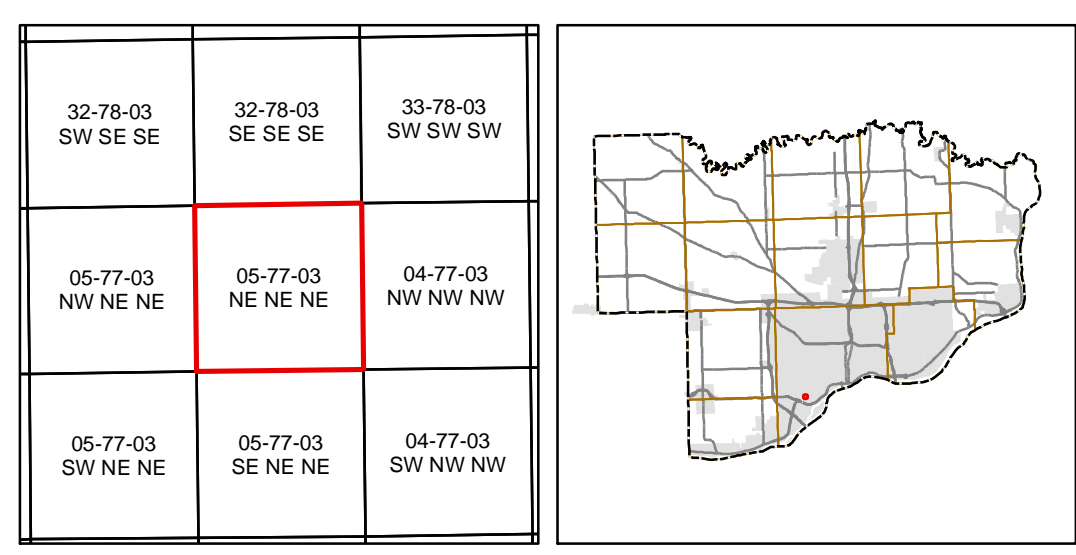 32-78-03
SW SE SE
32-78-03
SE SE SE
33-78-03
SW SW SW
05-77-03
NW NE NE
05-77-03
NE NE NE
04-77-03
NW NW NW
05-77-03
SW NE NE
05-77-03
SE NE NE
04-77-03
SW NW NW